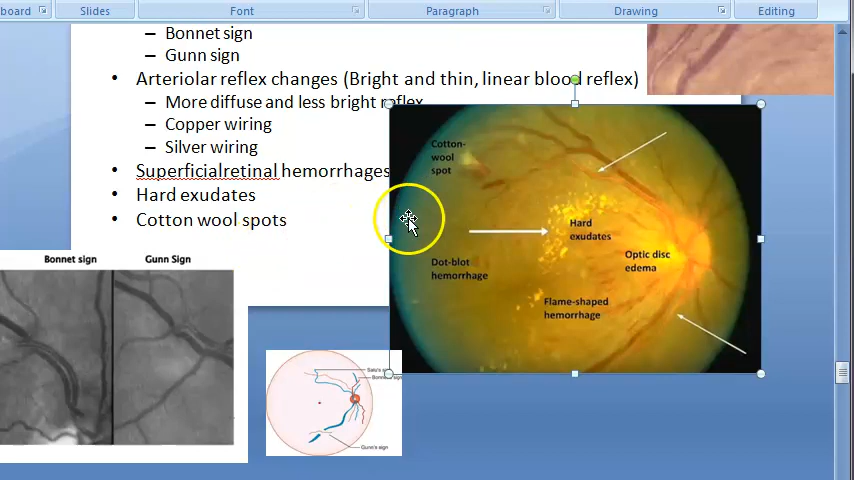 board
Slides
Font
Paragraph
Drawing
Editing
– Bonnet sign
– Gunn sign
• Arteriolar reflex changes (Bright and thin, linear blood reflex)
– More diffuse and less bright reflex
– Copper wiring
– Silver wiring
• Superficialretinal hemorrhages
• Hard exudates
• Cotton wool spots
Cotton-
wool
spot
Hard
exudates
Optic disc
edema
Dot-blot
hemorrhage
Flame-shaped
hemorrhage
Bonnet sign
Gunn Sign
Gunn's sign